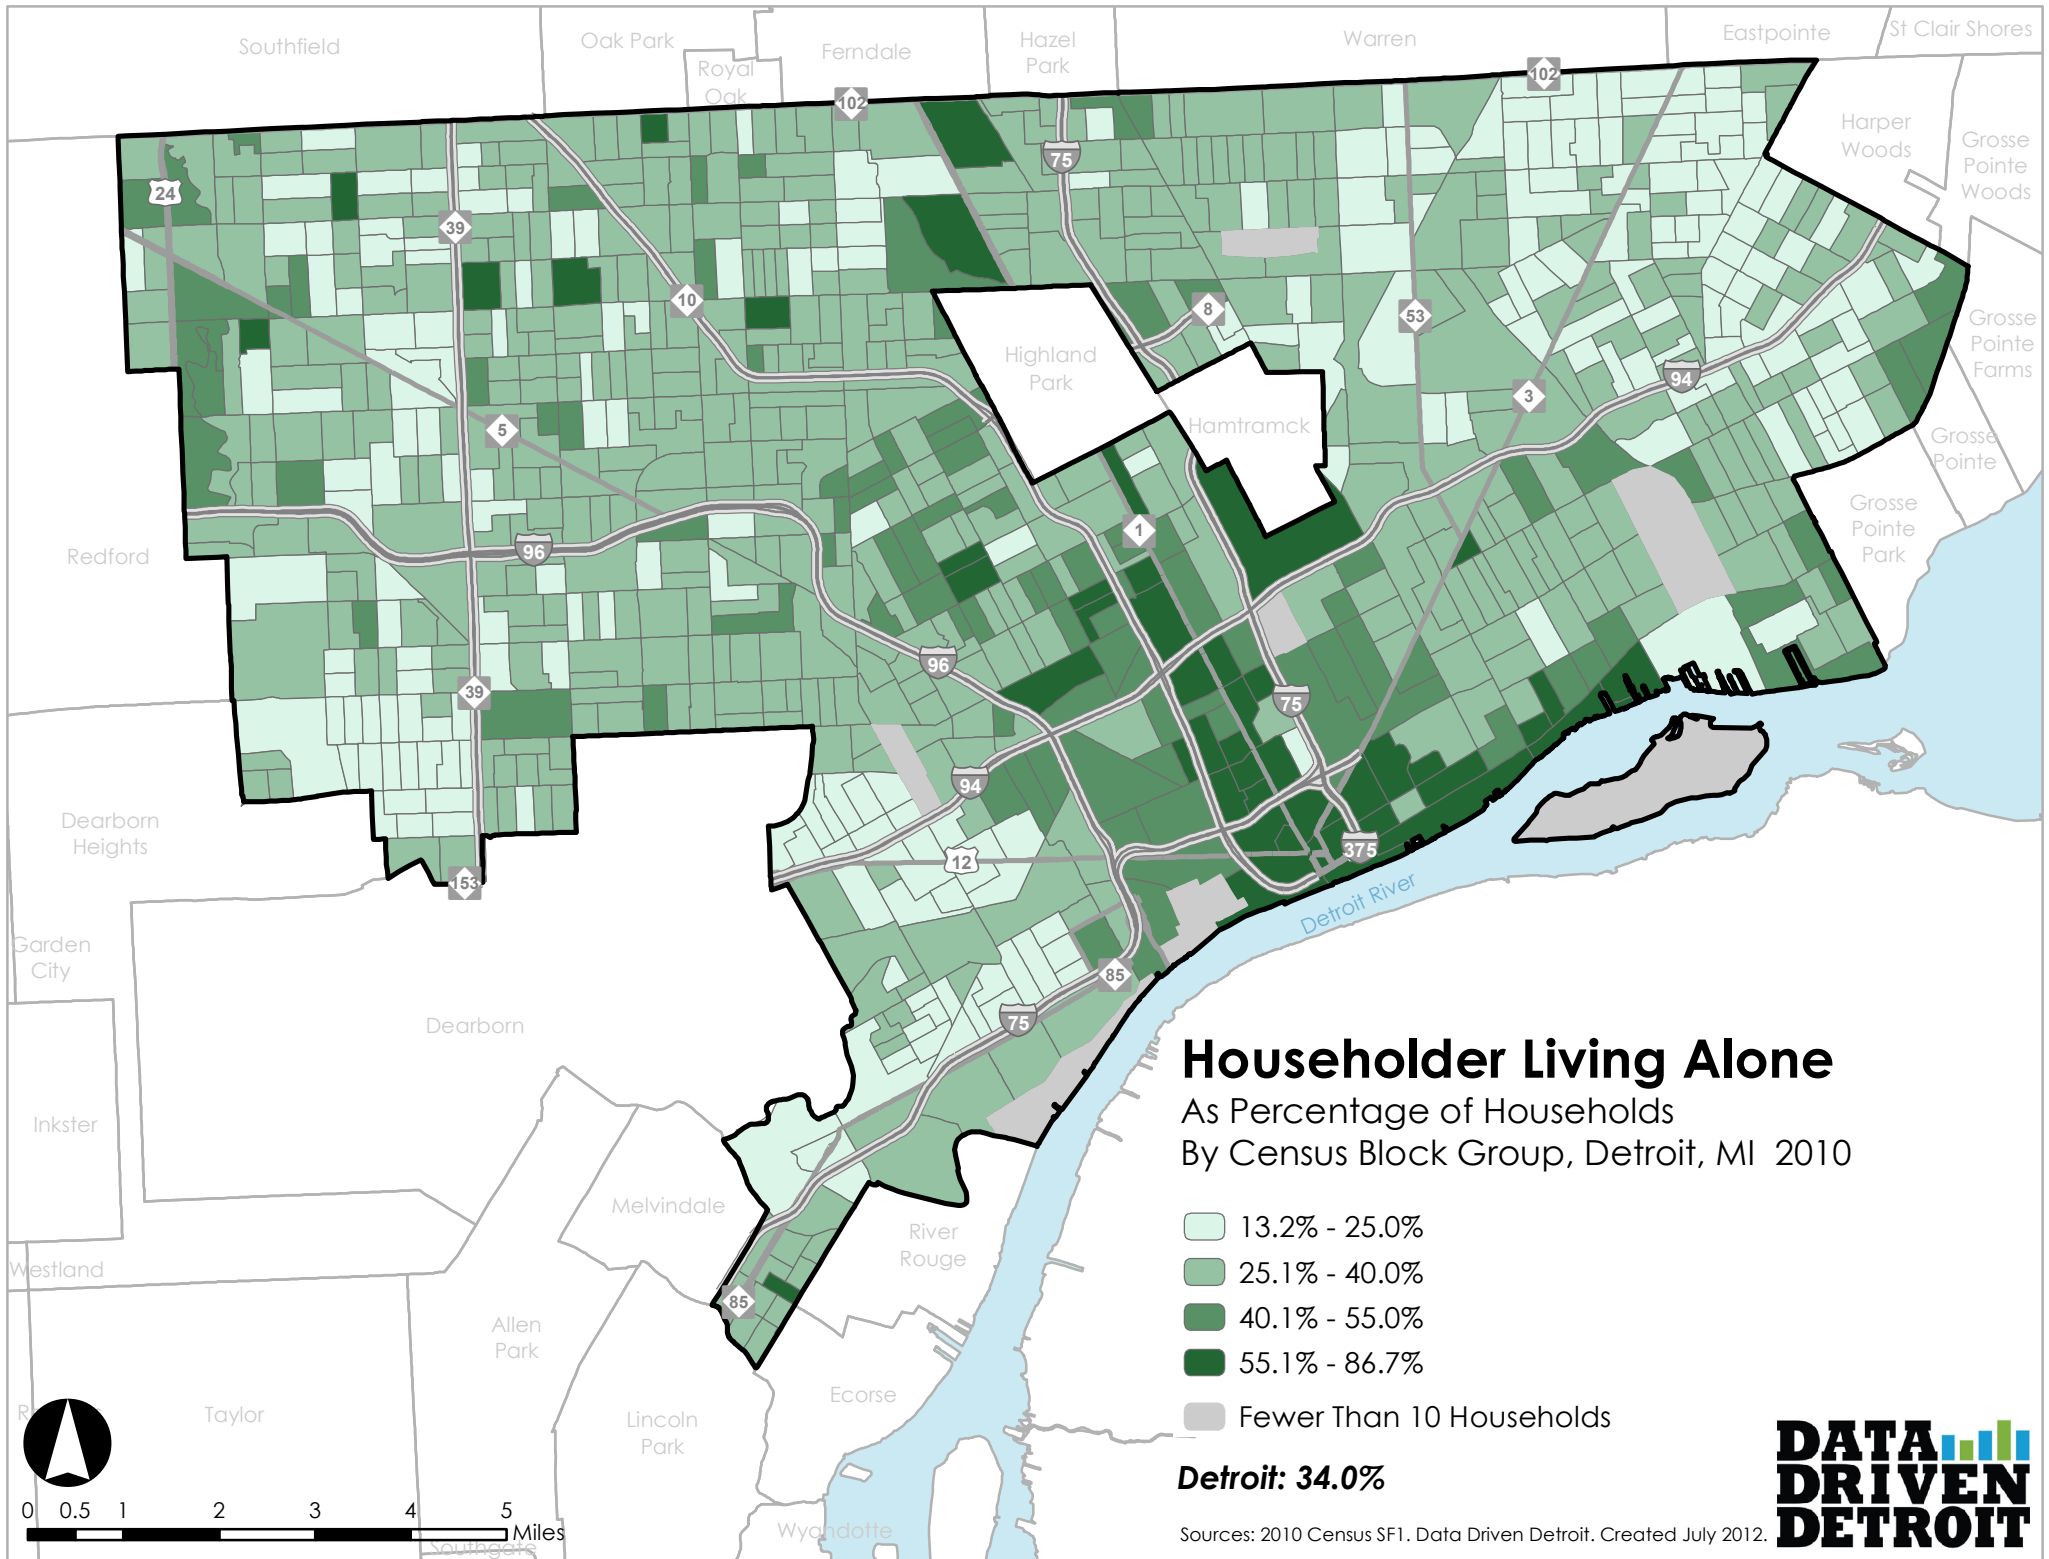 Southfield
Oak Park
Royal
Oak
Ferndale
Hazel
Park
Warren
Eastpointe
St Clair Shores
102
102
Harper
Woods
Grosse
Pointe
Woods
24
75
39
10
8
53
Grosse
Pointe
Farms
Highland
Park
94
3
5
Hamtramck
Grosse
Pointe
Grosse
Pointe
Park
1
96
Redford
96
39
75
94
Dearborn
Heights
12
375
153
Detroit River
Garden
City
85
75
Dearborn
Inkster
Melvindale
River
Rouge
Westland
85
Allen
Park
Ecorse
Taylor
Lincoln
Park
Wyandotte
Southgate
Householder Living Alone
As Percentage of Households
By Census Block Group, Detroit, MI 2010
13.2% - 25.0%
25.1% - 40.0%
40.1% - 55.0%
55.1% - 86.7%
Fewer Than 10 Households
Detroit: 34.0%
Sources: 2010 Census SF1. Data Driven Detroit. Created July 2012.
DATA
DRIVEN
DETROIT
0 0.5 1 2 3 4 5
Miles